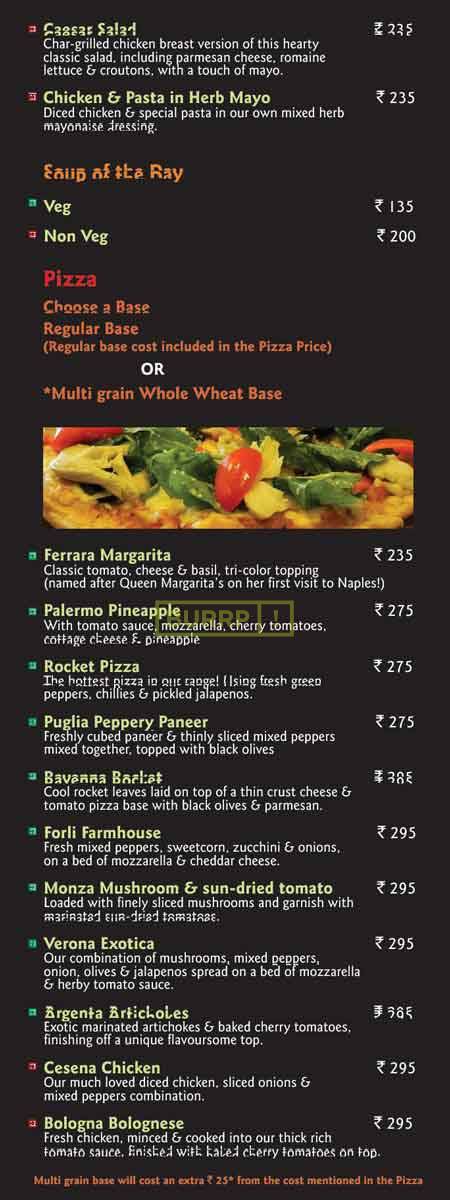 Caesar Salad ₹ 235
Char-grilled chicken breast version of this hearty
classic salad, including parmesan cheese, romaine
lettuce & croutons, with a touch of mayo.
Chicken & Pasta in Herb Mayo ₹ 235
Diced chicken & special pasta in our own mixed herb
mayonaise dressing.
Soup of the Day
Veg ₹ 135
Non Veg ₹ 200
Pizza
Choose a Base
Regular Base
(Regular base cost included in the Pizza Price)
OR
*Multi grain Whole Wheat Base
Ferrara Margarita ₹ 235
Classic tomato, cheese & basil, tri-color topping
(named after Queen Margarita's on her first visit to Naples!)
Palermo Pineapple ₹ 275
BURRP!
With tomato sauce, mozzarella, cherry tomatoes,
cottage cheese & pineapple
Rocket Pizza ₹ 275
The hottest pizza in our range! Using fresh green
peppers, chillies & pickled jalapenos.
Puglia Peppery Paneer ₹ 275
Freshly cubed paneer & thinly sliced mixed peppers
mixed together, topped with black olives
Ravenna Rocket ₹
Cool rocket leaves laid on top of a thin crust cheese &
tomato pizza base with black olives & parmesan.
Forli Farmhouse ₹ 295
Fresh mixed peppers, sweetcorn, zucchini & onions,
on a bed of mozzarella & cheddar cheese.
Monza Mushroom & sun-dried tomato ₹ 295
Loaded with finely sliced mushrooms and garnish with
marinated sun-dried tomatoes.
Verona Exotica ₹ 295
Our combination of mushrooms, mixed peppers,
onion, olives & jalapenos spread on a bed of mozzarella
& herby tomato sauce.
Argenta Artichokes ₹
Exotic marinated artichokes & baked cherry tomatoes,
finishing off a unique flavoursome top.
Cesena Chicken ₹ 295
Our much loved diced chicken, sliced onions &
mixed peppers combination.
Bologna Bolognese ₹ 295
Fresh chicken, minced & cooked into our thick rich
tomato sauce, finished with baked cherry tomatoes on top.
Multi grain base will cost an extra ₹ 25* from the cost mentioned in the Pizza